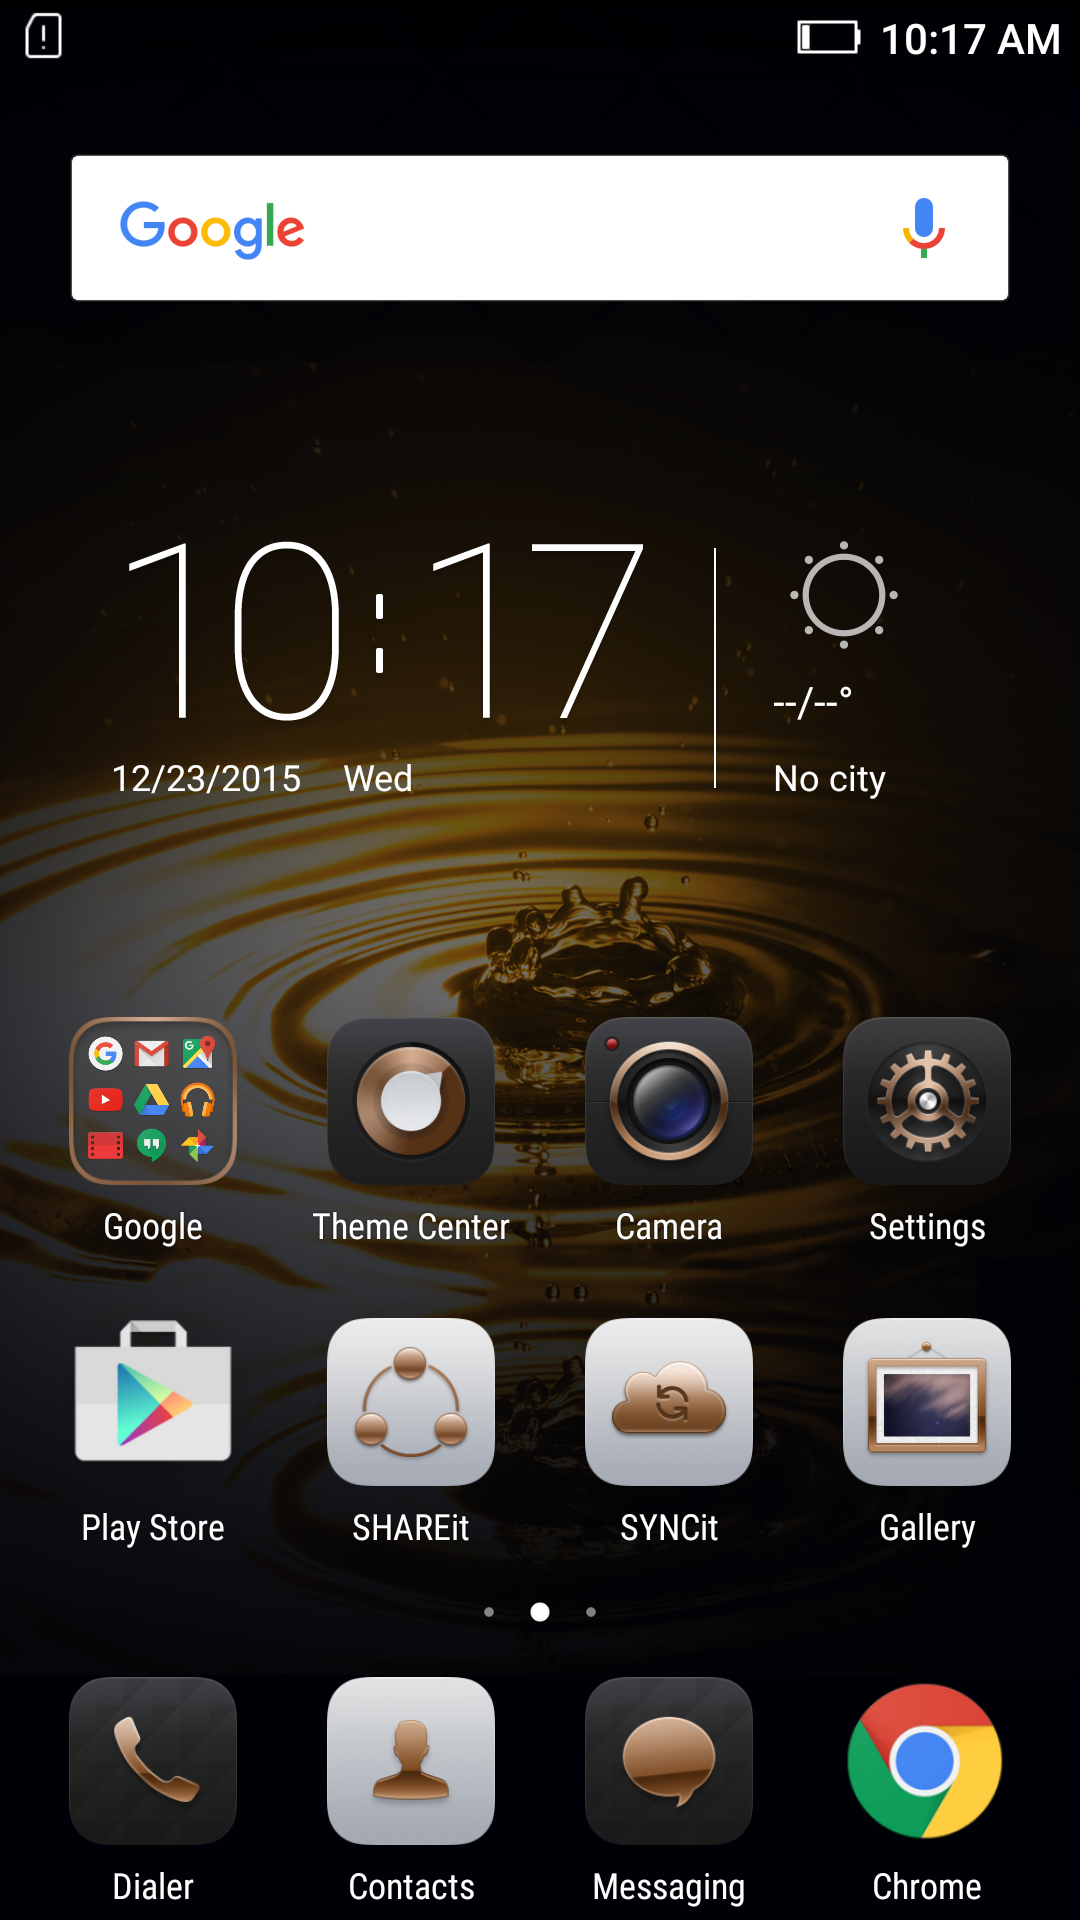 10:17 AM
Google
10:17
12/23/2015 Wed
--/--°
No city
Google Theme Center Camera Settings
Play Store SHAREit SYNCit Gallery
Dialer Contacts Messaging Chrome